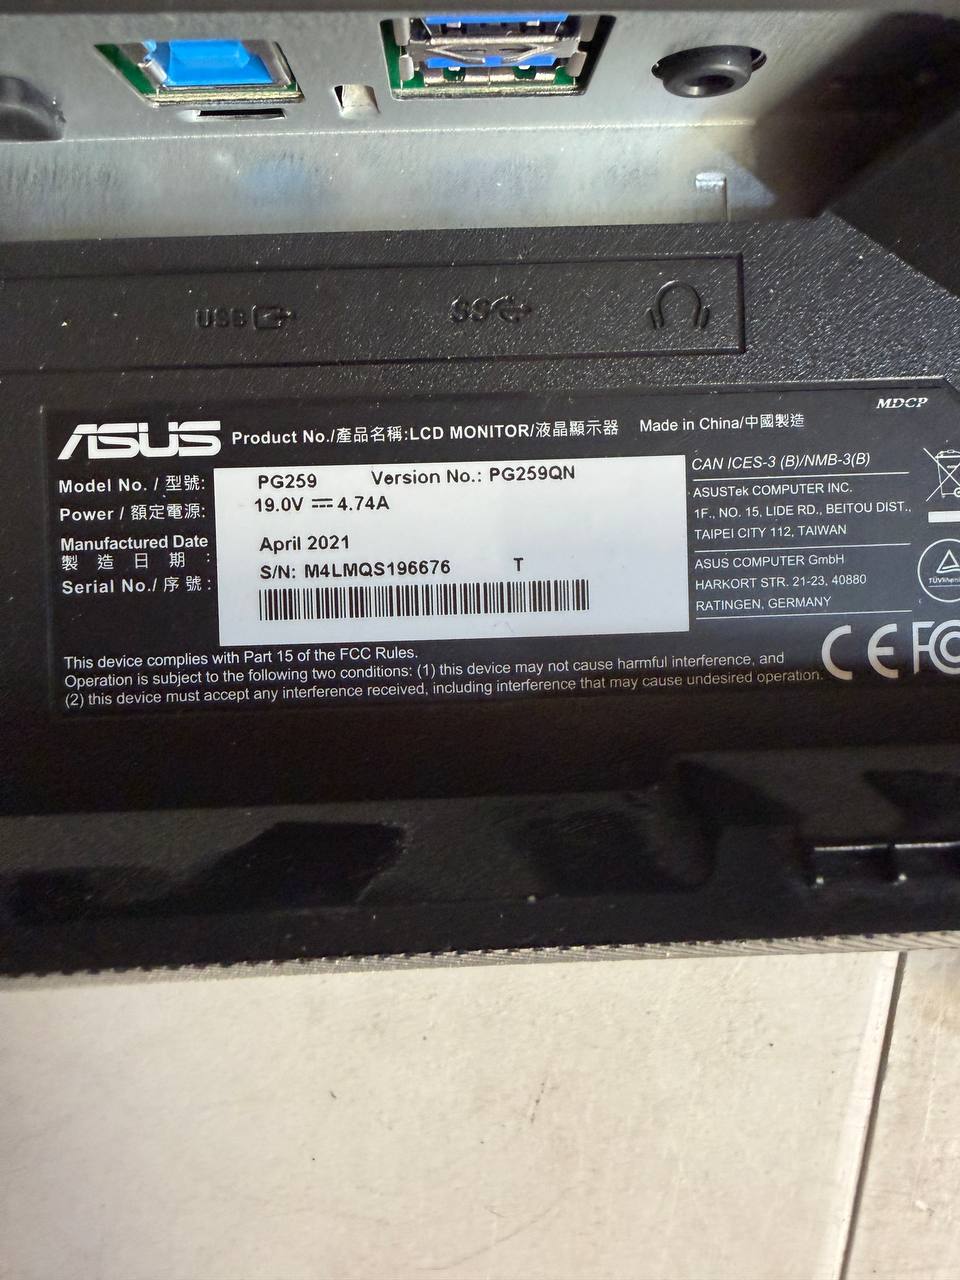 USB
SS
MDCP
ASUS Product No./產品名稱:LCD MONITOR/液晶顯示器 Made in China/中國製造
Model No. / 型號: PG259 Version No.: PG259QN
Power / 額定電源: 19.0V 4.74A
Manufactured Date
製造日期: April 2021
Serial No./ 序號: S/N: M4LMQS196676 T
CAN ICES-3 (B)/NMB-3(B)
ASUSTek COMPUTER INC.
1F., NO. 15, LIDE RD., BEITOU DIST.,
TAIPEI CITY 112, TAIWAN
ASUS COMPUTER GmbH
HARKORT STR. 21-23, 40880
RATINGEN, GERMANY
This device complies with Part 15 of the FCC Rules.
Operation is subject to the following two conditions: (1) this device may not cause harmful interference, and
(2) this device must accept any interference received, including interference that may cause undesired operation.
CE FC